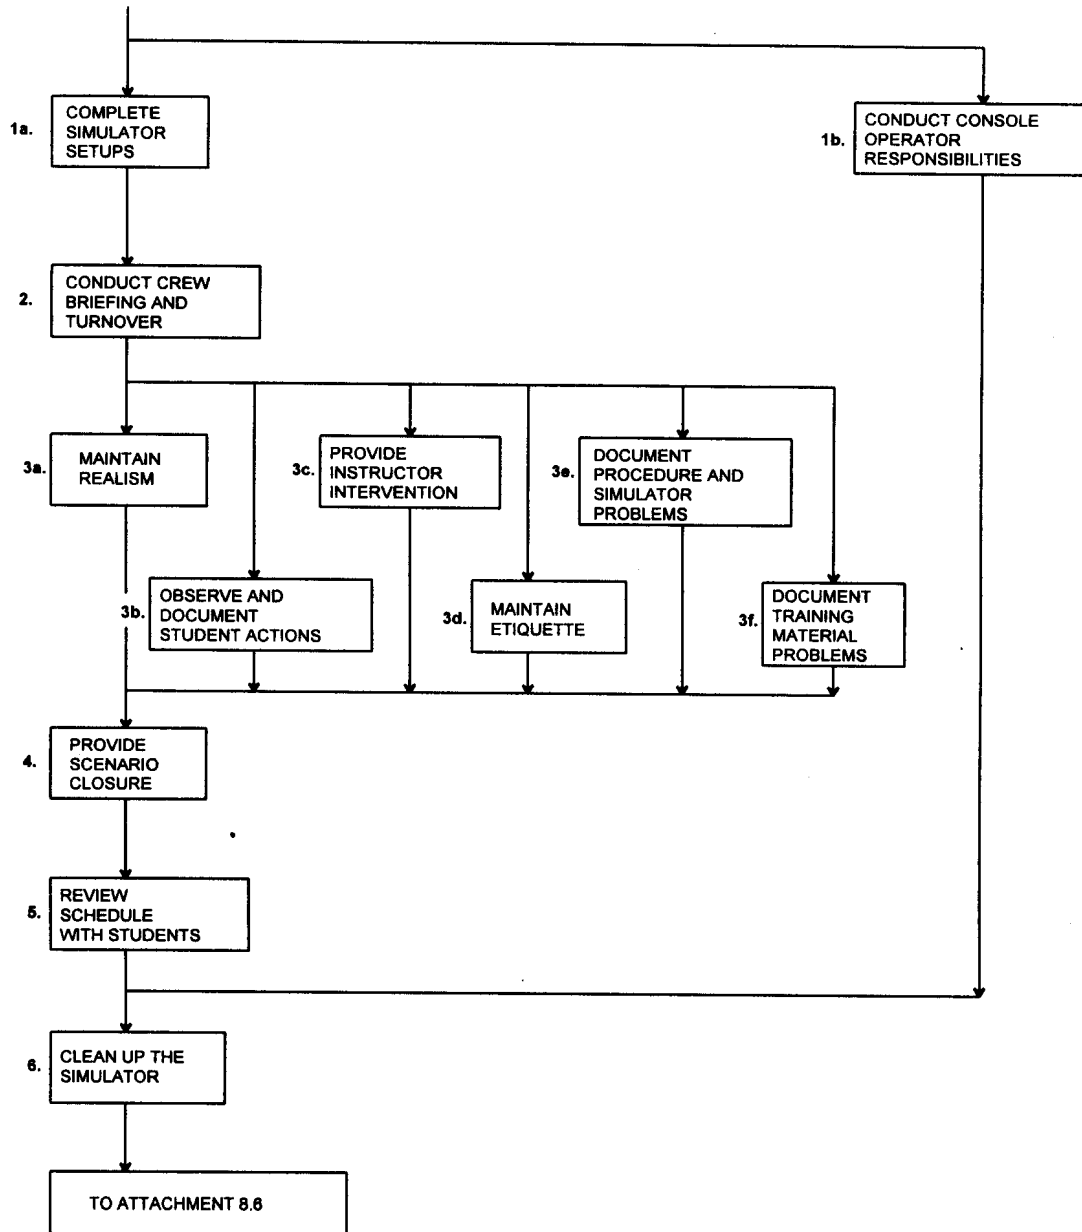 1a.
COMPLETE
SIMULATOR
SETUPS
1b.
CONDUCT CONSOLE
OPERATOR
RESPONSIBILITIES
2.
CONDUCT CREW
BRIEFING AND
TURNOVER
3a.
MAINTAIN
REALISM
3b.
OBSERVE AND
DOCUMENT
STUDENT ACTIONS
3c.
PROVIDE
INSTRUCTOR
INTERVENTION
3d.
MAINTAIN
ETIQUETTE
3e.
DOCUMENT
PROCEDURE AND
SIMULATOR
PROBLEMS
3f.
DOCUMENT
TRAINING
MATERIAL
PROBLEMS
4.
PROVIDE
SCENARIO
CLOSURE
5.
REVIEW
SCHEDULE
WITH STUDENTS
6.
CLEAN UP THE
SIMULATOR
TO ATTACHMENT 8.6